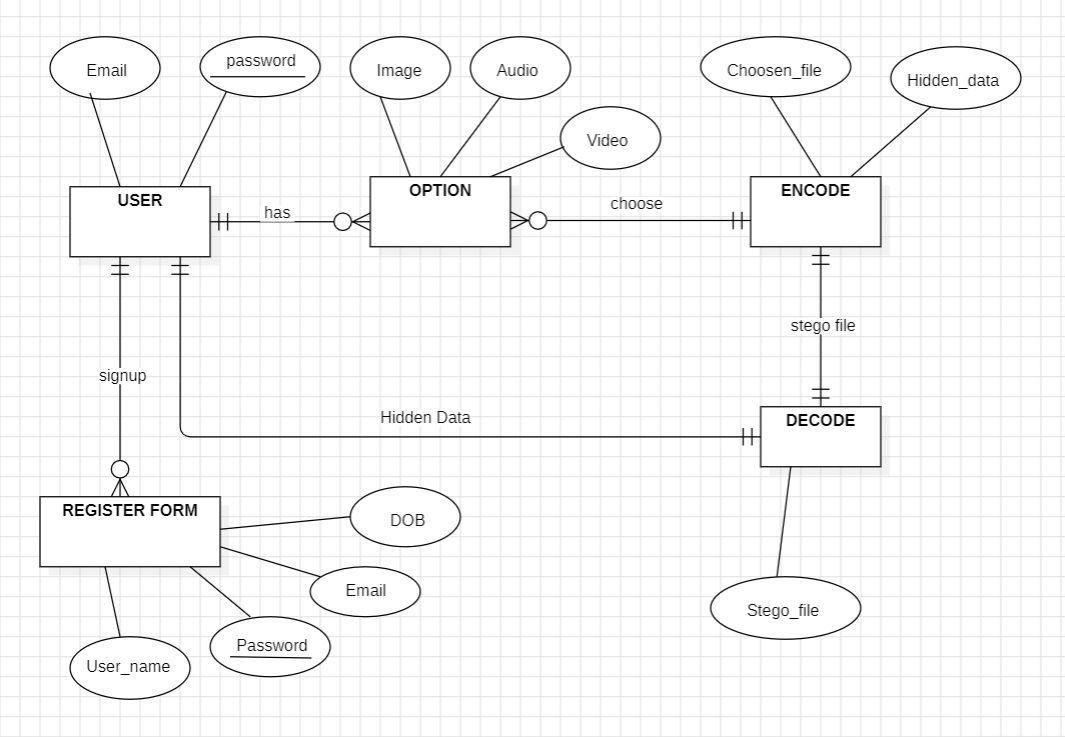 Email
password
Image
Audio
Video
Choosen_file
Hidden_data
USER
has
OPTION
choose
ENCODE
signup
stego file
Hidden Data
DECODE
REGISTER FORM
DOB
Email
Password
User_name
Stego_file